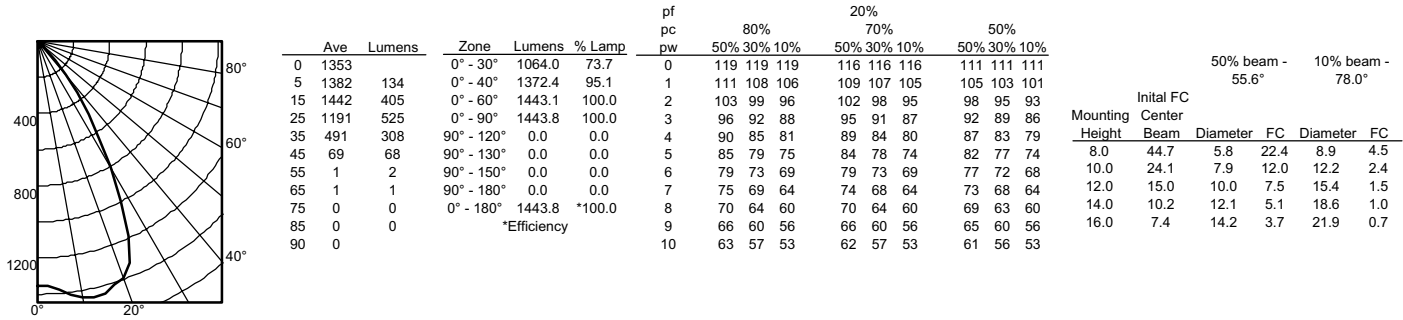 80°
60°
40°
400
800
1200
0° 20°
Ave Lumens
0 1353
5 1382 134
15 1442 405
25 1191 525
35 491 308
45 69 68
55 1 2
65 1 1
75 0 0
85 0 0
90 0
Zone Lumens % Lamp
0° - 30° 1064.0 73.7
0° - 40° 1372.4 95.1
0° - 60° 1443.1 100.0
0° - 90° 1443.8 100.0
90° - 120° 0.0 0.0
90° - 130° 0.0 0.0
90° - 150° 0.0 0.0
90° - 180° 0.0 0.0
0° - 180° 1443.8 *100.0
*Efficiency
pf 20%
pc 80% 70% 50%
pw 50% 30% 10% 50% 30% 10% 50% 30% 10%
0 119 119 119 116 116 116 111 111 111
1 111 108 106 109 107 105 105 103 101
2 103 99 96 102 98 95 98 95 93
3 96 92 88 95 91 87 92 89 86
4 90 85 81 89 84 80 87 83 79
5 85 79 75 84 78 74 82 77 74
6 79 73 69 79 73 69 77 72 68
7 75 69 64 74 68 64 73 68 64
8 70 64 60 70 64 60 69 63 60
9 66 60 56 66 60 56 65 60 56
10 63 57 53 62 57 53 61 56 53
50% beam - 10% beam -
55.6° 78.0°
Inital FC
Mounting Center
Height Beam Diameter FC Diameter FC
8.0 44.7 5.8 22.4 8.9 4.5
10.0 24.1 7.9 12.0 12.2 2.4
12.0 15.0 10.0 7.5 15.4 1.5
14.0 10.2 12.1 5.1 18.6 1.0
16.0 7.4 14.2 3.7 21.9 0.7